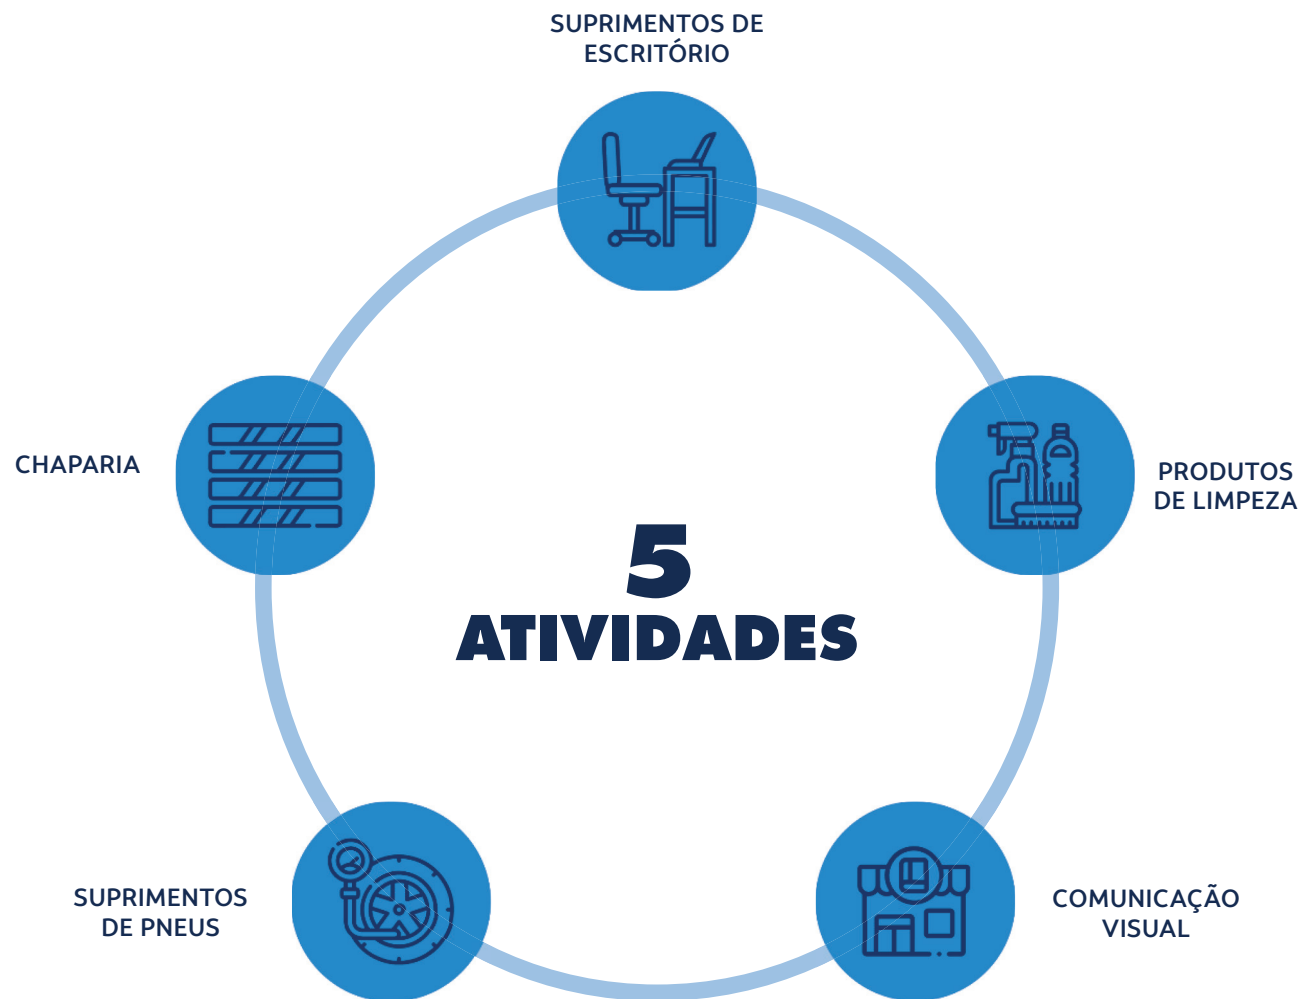 SUPRIMENTOS DE
ESCRITÓRIO
CHAPARIA
PRODUTOS
DE LIMPEZA
5
ATIVIDADES
SUPRIMENTOS
DE PNEUS
COMUNICAÇÃO
VISUAL